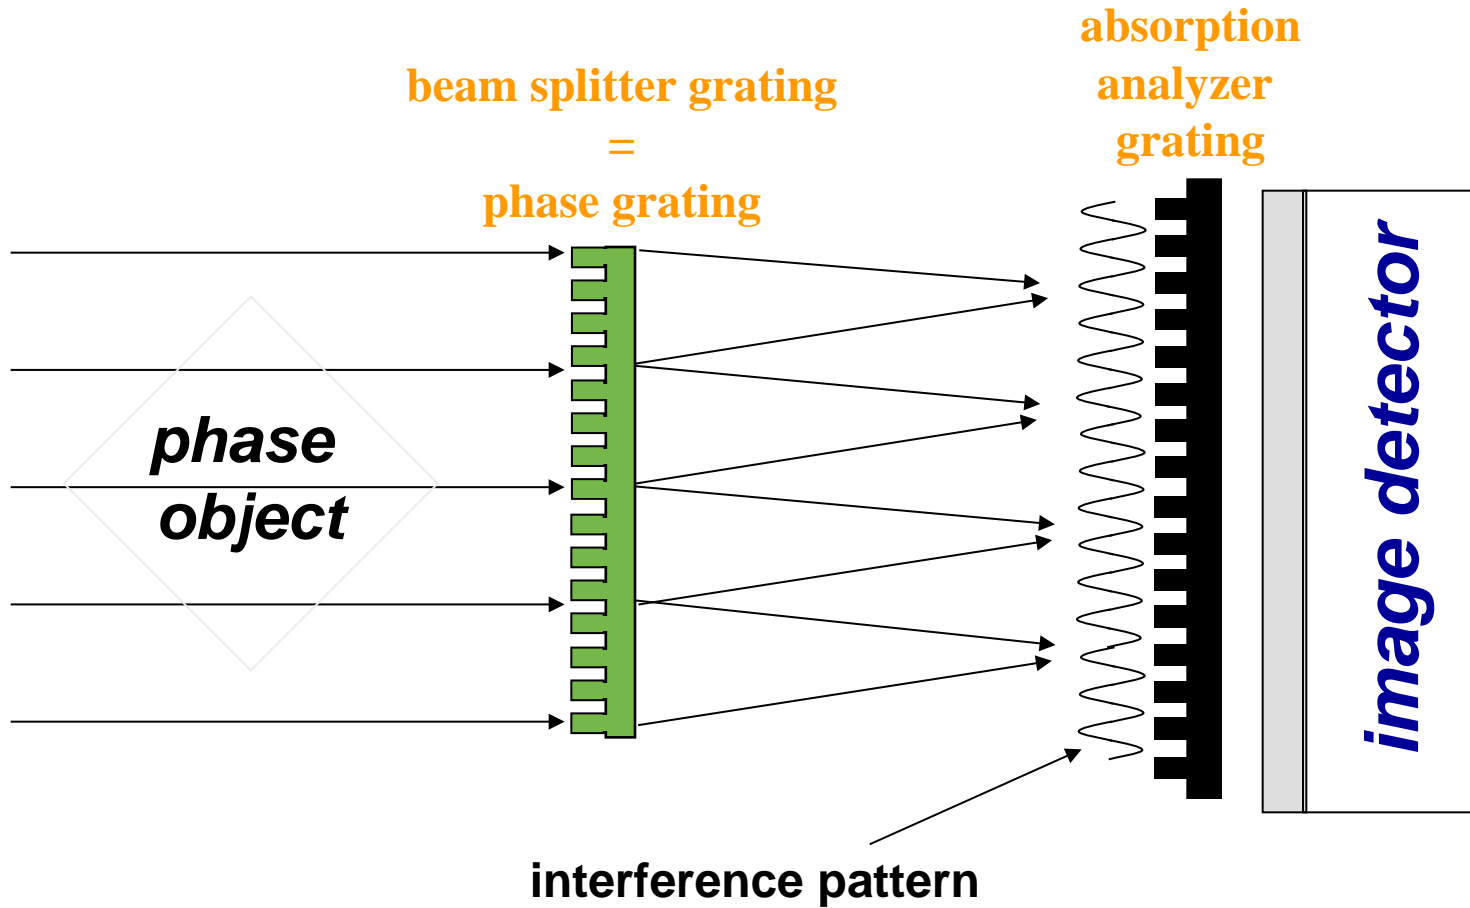 absorption
analyzer
grating
beam splitter grating
=
phase grating
phase
object
image detector
interference pattern